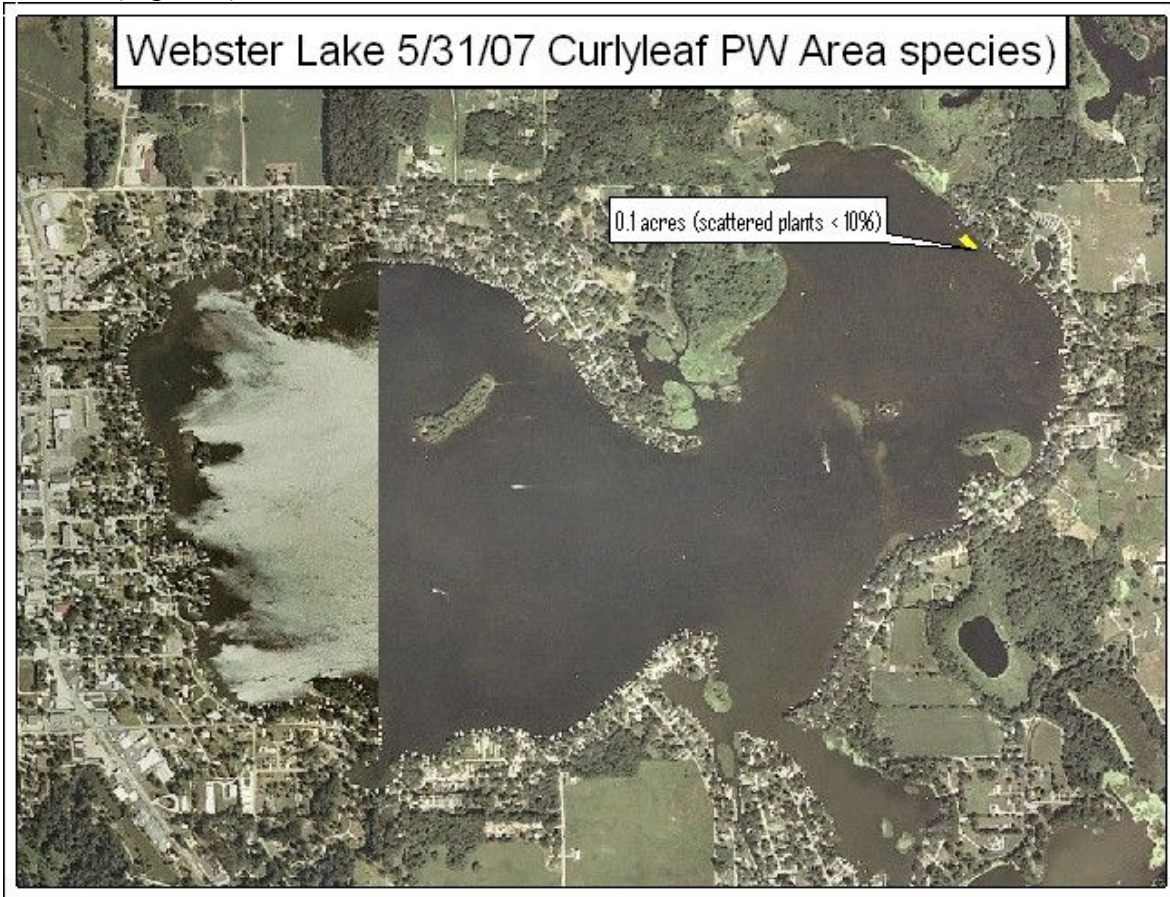 Webster Lake 5/31/07 Curlyleaf PW Area species)
0.1 acres (scattered plants < 10%)